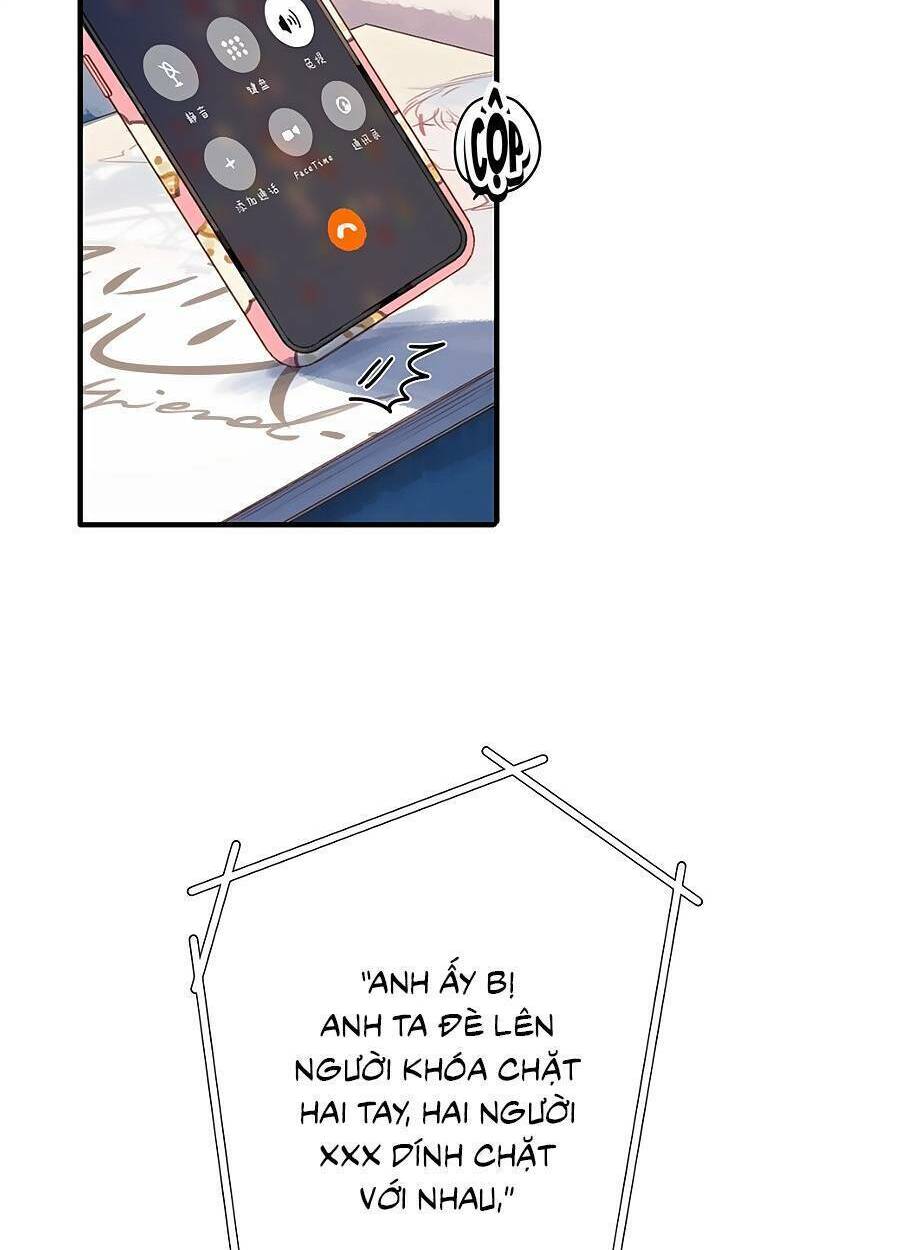 静音
键盘
免提
添加通话
FaceTime
通讯录
CỘP
friend
"ANH ẤY BỊ
ANH TA ĐÈ LÊN
NGƯỜI KHÓA CHẶT
HAI TAY, HAI NGƯỜI
XXX DÍNH CHẶT
VỚI NHAU,"